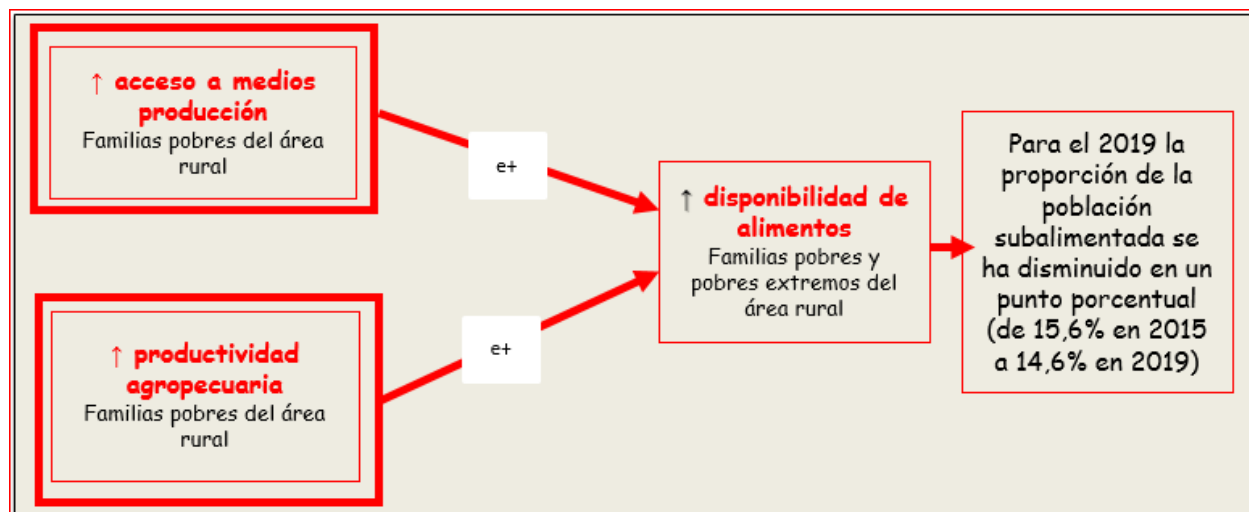 ↑ acceso a medios
producción
Familias pobres del área
rural
e+
↑ productividad
agropecuaria
Familias pobres del área
rural
e+
↑ disponibilidad de
alimentos
Familias pobres y
pobres extremos del
área rural
Para el 2019 la
proporción de la
población
subalimentada se
ha disminuido en un
punto porcentual
(de 15,6% en 2015
a 14,6% en 2019)